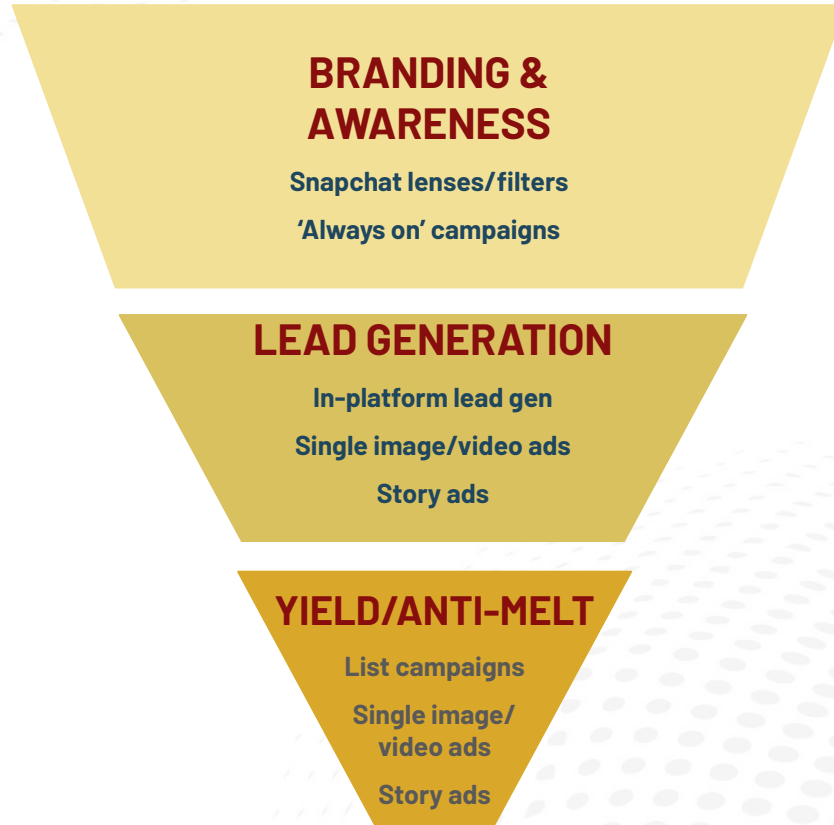 BRANDING &
AWARENESS
Snapchat lenses/filters
‘Always on’ campaigns
LEAD GENERATION
In-platform lead gen
Single image/video ads
Story ads
YIELD/ANTI-MELT
List campaigns
Single image/
video ads
Story ads